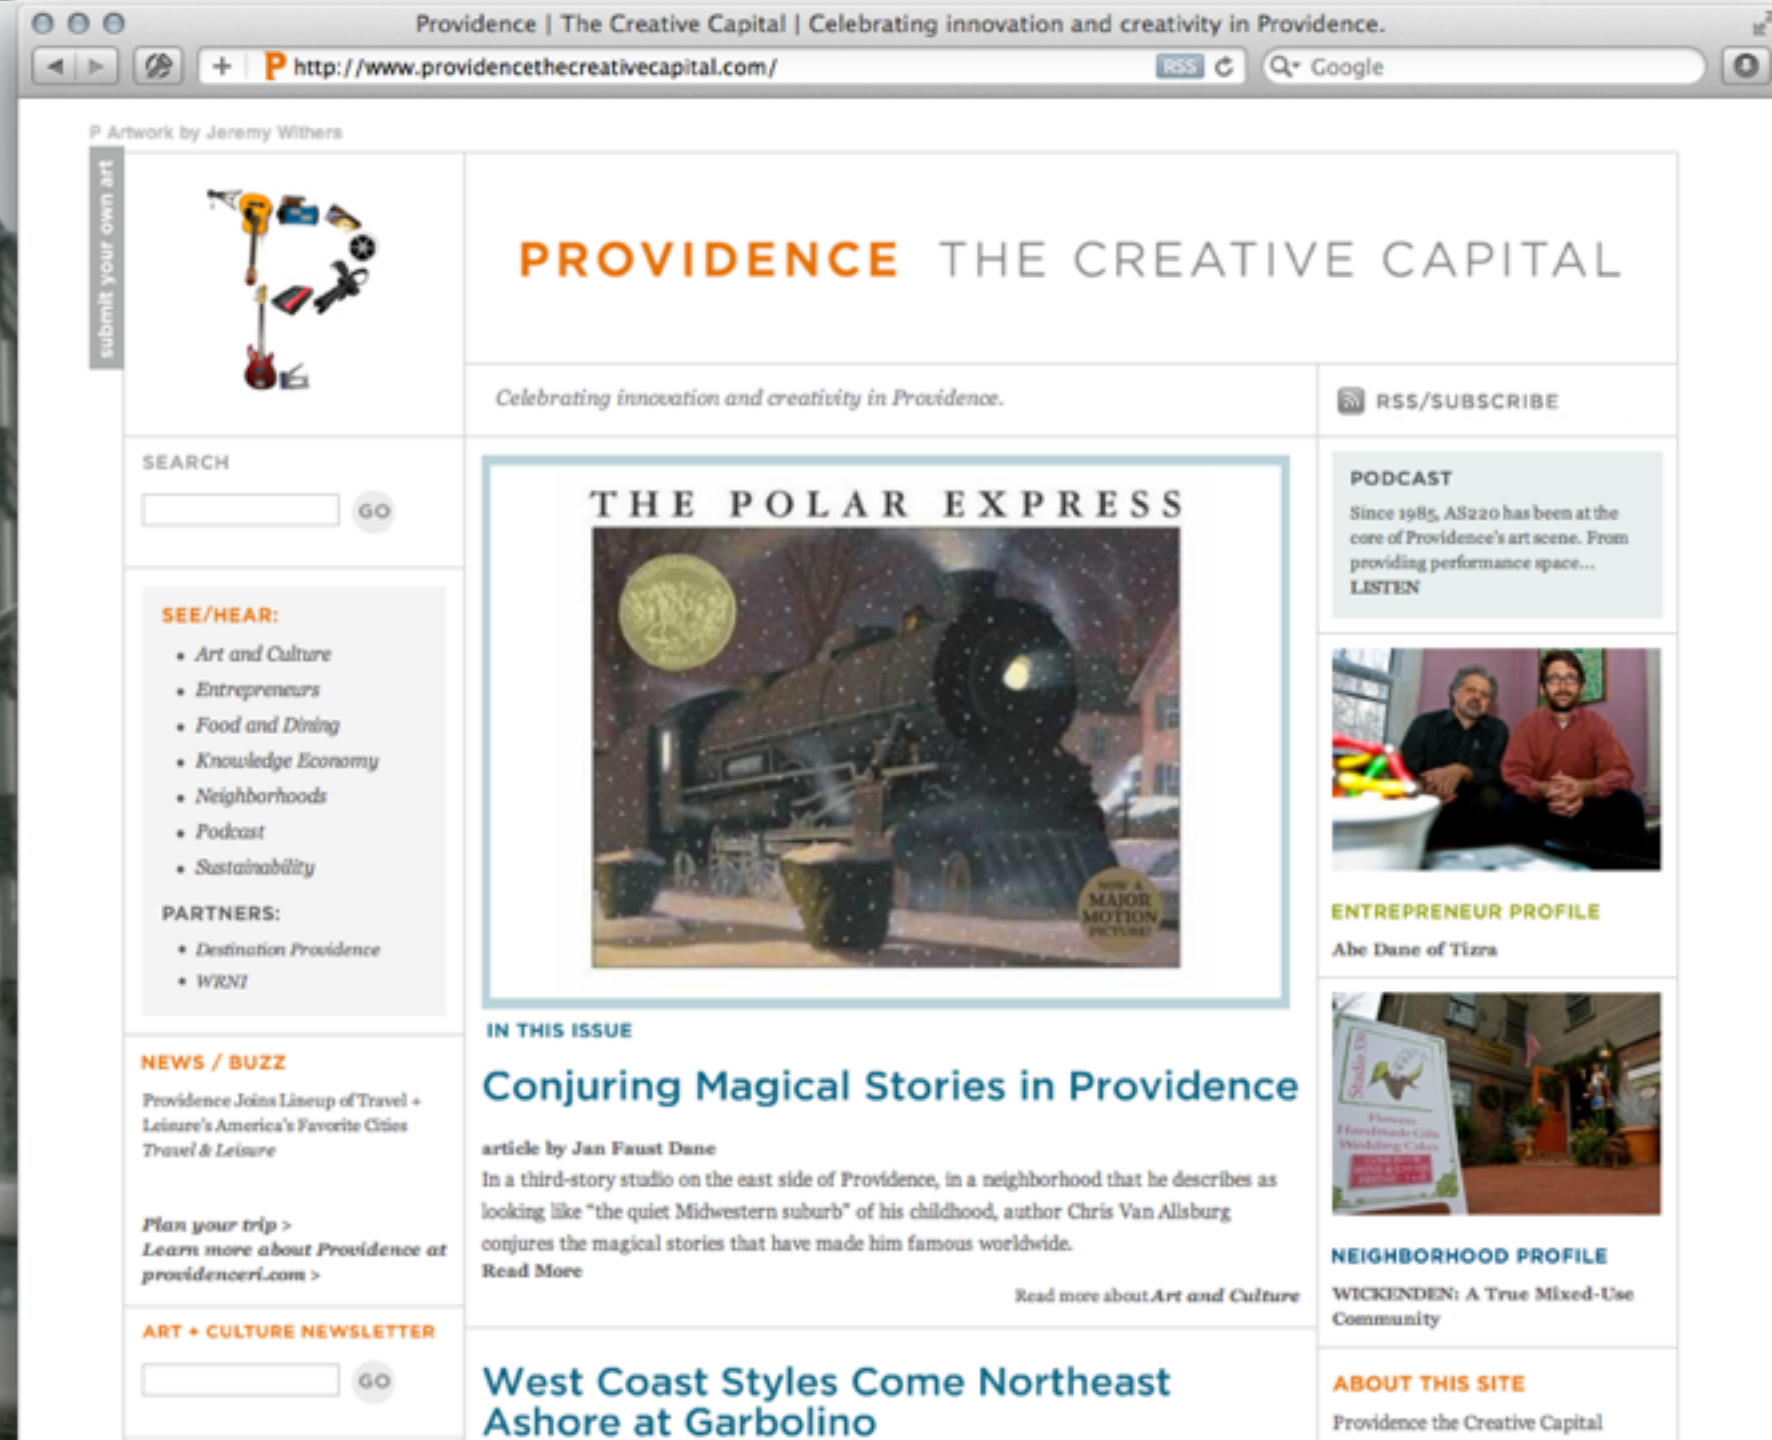 Providence | The Creative Capital | Celebrating innovation and creativity in Providence.
P http://www.providencethecreativecapital.com/
RSS
Google
P Artwork by Jeremy Withers
submit your own art
PROVIDENCE THE CREATIVE CAPITAL
Celebrating innovation and creativity in Providence.
RSS/SUBSCRIBE
SEARCH
GO
SEE/HEAR:
• Art and Culture
• Entrepreneurs
• Food and Dining
• Knowledge Economy
• Neighborhoods
• Podcast
• Sustainability
PARTNERS:
• Destination Providence
• WRNI
NEWS / BUZZ
Providence Joins Lineup of Travel +
Leisure's America's Favorite Cities
Travel & Leisure
Plan your trip >
Learn more about Providence at
providenceri.com >
ART + CULTURE NEWSLETTER
GO
THE POLAR EXPRESS
NOW A
MAJOR
MOTION
PICTURE!
IN THIS ISSUE
Conjuring Magical Stories in Providence
article by Jan Faust Dane
In a third-story studio on the east side of Providence, in a neighborhood that he describes as
looking like "the quiet Midwestern suburb" of his childhood, author Chris Van Allsburg
conjures the magical stories that have made him famous worldwide.
Read More
Read more about Art and Culture
West Coast Styles Come Northeast
Ashore at Garbolino
PODCAST
Since 1985, AS220 has been at the
core of Providence's art scene. From
providing performance space...
LISTEN
ENTREPRENEUR PROFILE
Abe Dane of Tizra
Studio
Flowers
Handmade Gifts
Wedding Cakes
NEIGHBORHOOD PROFILE
WICKENDEN: A True Mixed-Use
Community
ABOUT THIS SITE
Providence the Creative Capital